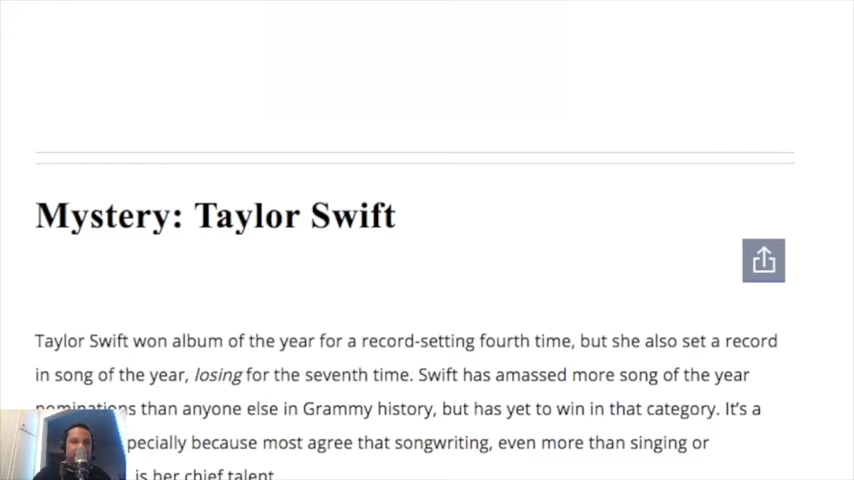 Mystery: Taylor Swift
Taylor Swift won album of the year for a record-setting fourth time, but she also set a record
in song of the year, losing for the seventh time. Swift has amassed more song of the year
nominations than anyone else in Grammy history, but has yet to win in that category. It's a
pecially because most agree that songwriting, even more than singing or
is her chief talent